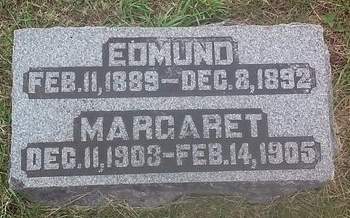 EDMUND
FEB. 11, 1889 — DEC. 8, 1892
MARGARET
DEC. 11, 1903 - FEB. 14, 1905